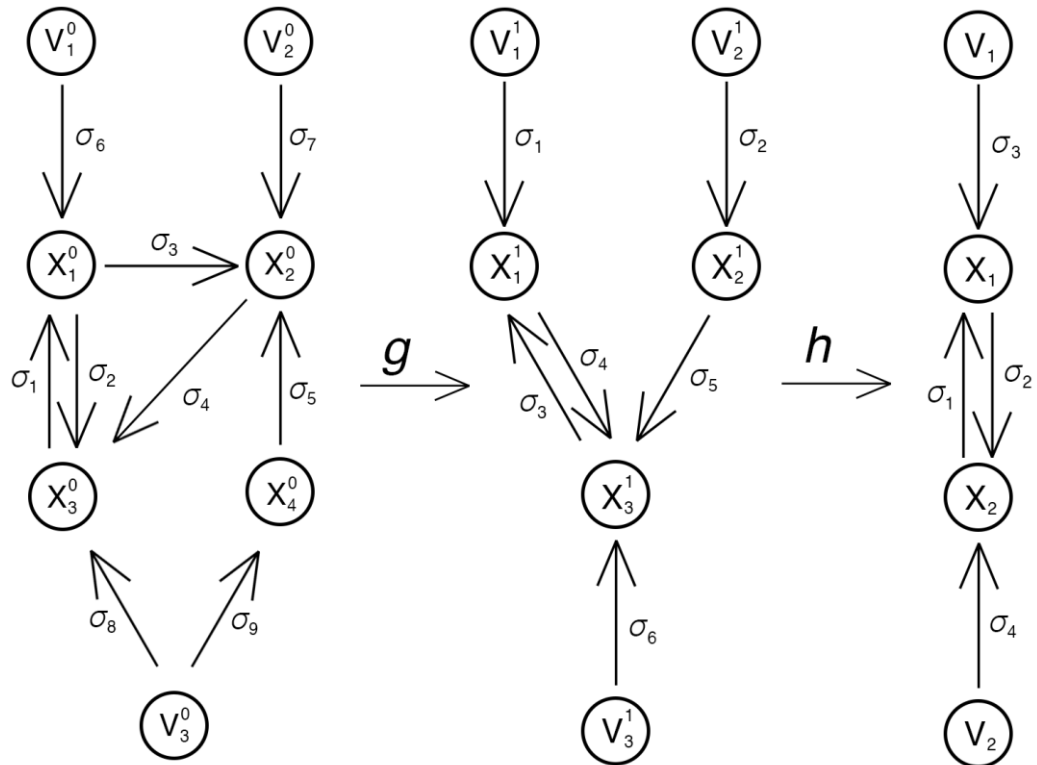 V₁⁰ V₂⁰ V₁¹ V₂¹ V₁
σ₆ σ₇ σ₁ σ₂ σ₃
X₁⁰ σ₃ X₂⁰ X₁¹ X₂¹ X₁
σ₁ σ₂ σ₄ σ₅ g σ₃ σ₄ σ₅ h σ₁ σ₂
X₃⁰ X₄⁰ X₃¹ X₂
σ₈ σ₉ σ₆ σ₄
V₃⁰ V₃¹ V₂